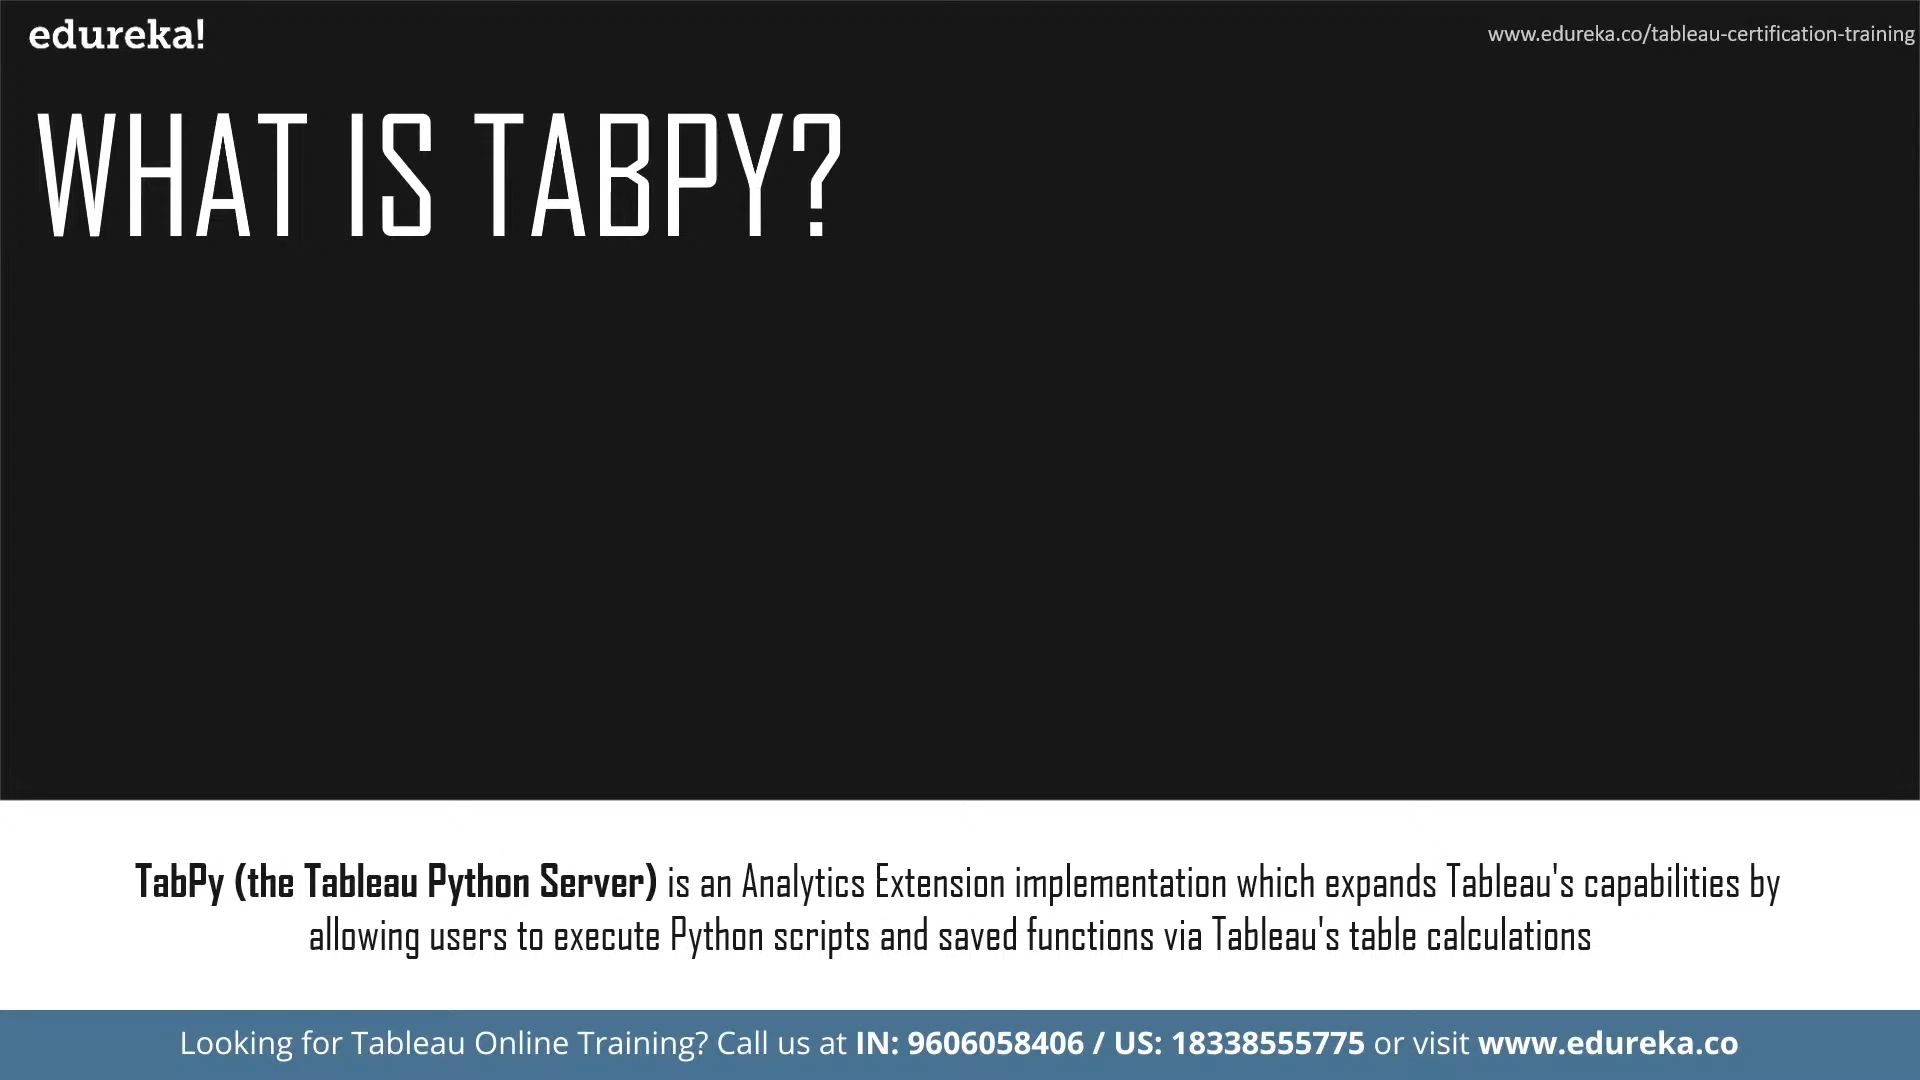 edureka!
www.edureka.co/tableau-certification-training
WHAT IS TABPY?
TabPy (the Tableau Python Server) is an Analytics Extension implementation which expands Tableau's capabilities by
allowing users to execute Python scripts and saved functions via Tableau's table calculations
Looking for Tableau Online Training? Call us at IN: 9606058406 / US: 18338555775 or visit www.edureka.co